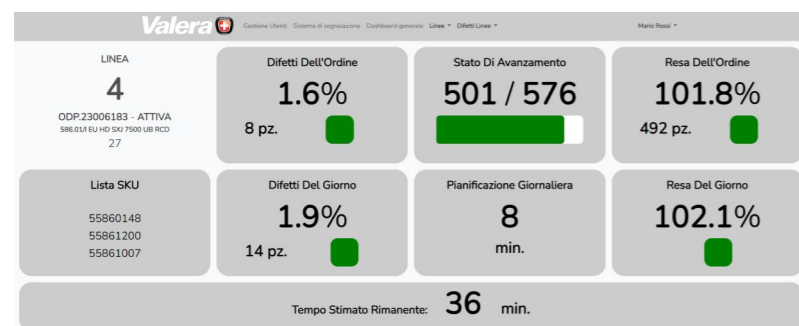 Valera
Gestione Utenti Sistema di segnalazione Dashboard generale Linee Difetti Linee Mario Rossi
LINEA
4
ODP.23006183 - ATTIVA
586.01/I EU HD SXJ 7500 UB RCD
27
Difetti Dell'Ordine
1.6%
8 pz.
Stato Di Avanzamento
501 / 576
Resa Dell'Ordine
101.8%
492 pz.
Lista SKU
55860148
55861200
55861007
Difetti Del Giorno
1.9%
14 pz.
Pianificazione Giornaliera
8
min.
Resa Del Giorno
102.1%
Tempo Stimato Rimanente: 36 min.